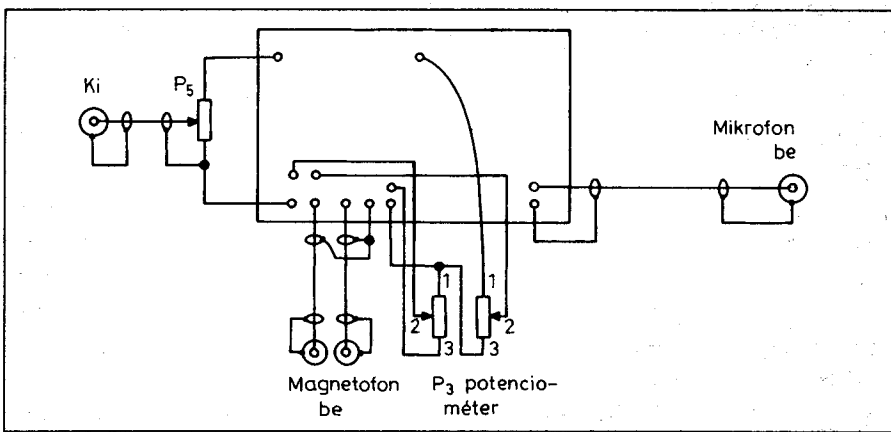 Ki
P5
Mikrofon
be
1
2
3
1
2
3
Magnetofon
be
P3 potencio-
méter